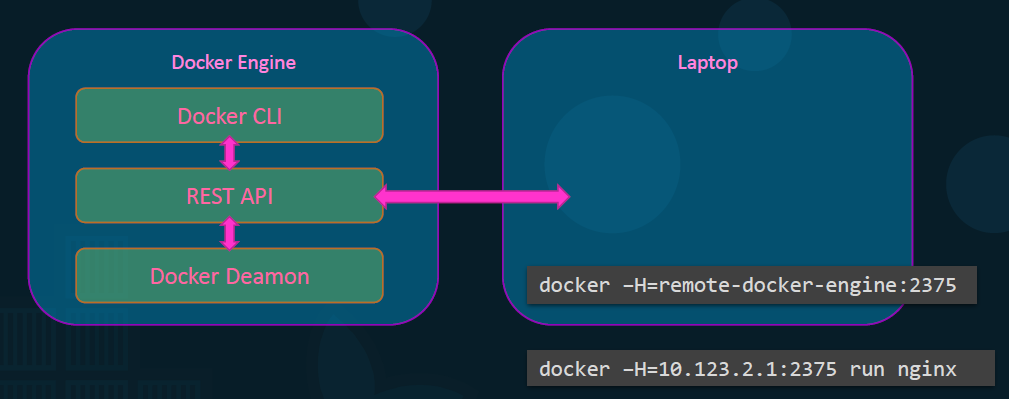 Docker Engine
Docker CLI
REST API
Docker Deamon
Laptop
docker –H=remote-docker-engine:2375
docker –H=10.123.2.1:2375 run nginx